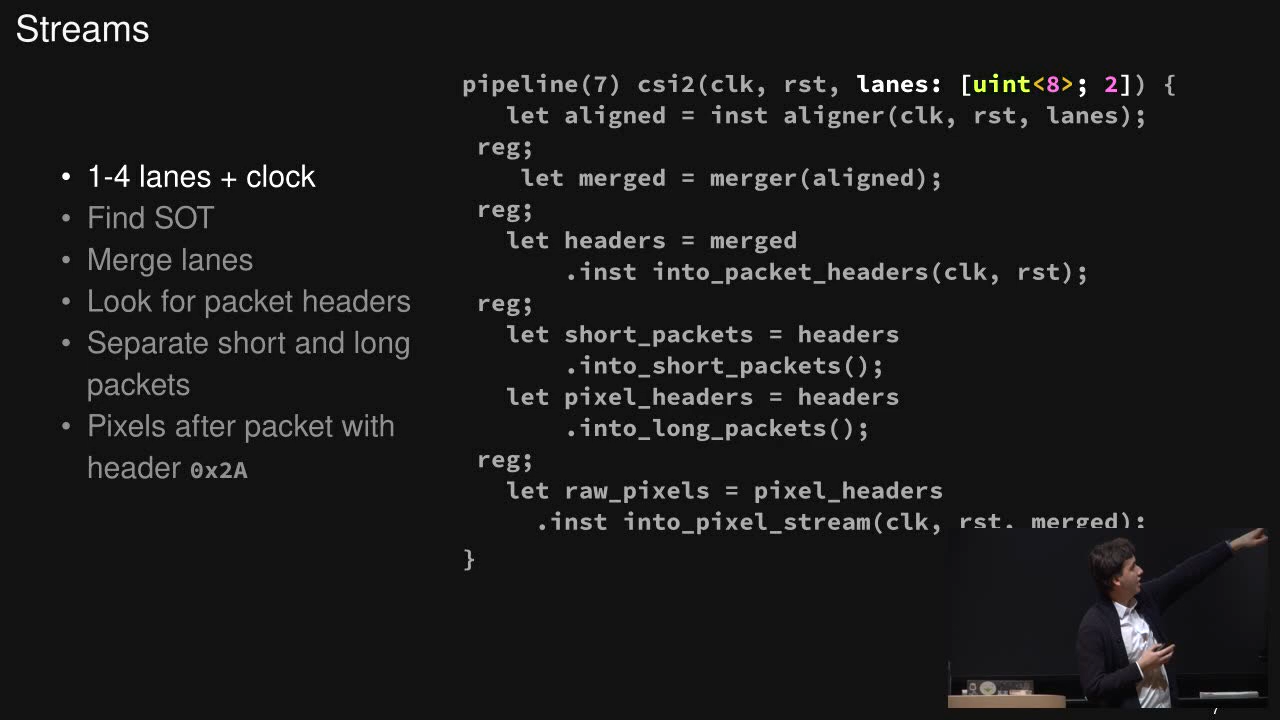 Streams
• 1-4 lanes + clock
• Find SOT
• Merge lanes
• Look for packet headers
• Separate short and long
packets
• Pixels after packet with
header 0x2A
pipeline(7) csi2(clk, rst, lanes: [uint<8>; 2]) {
let aligned = inst aligner(clk, rst, lanes);
reg;
let merged = merger(aligned);
reg;
let headers = merged
.inst into_packet_headers(clk, rst);
reg;
let short_packets = headers
.into_short_packets();
let pixel_headers = headers
.into_long_packets();
reg;
let raw_pixels = pixel_headers
.inst into_pixel_stream(clk, rst, merged);
}